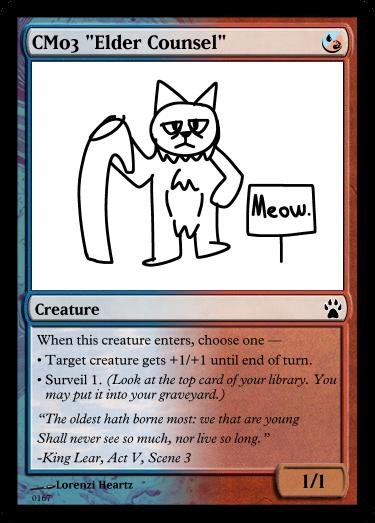 CM03 "Elder Counsel"
Meow.
Creature
When this creature enters, choose one —
• Target creature gets +1/+1 until end of turn.
• Surveil 1. (Look at the top card of your library. You
may put it into your graveyard.)
"The oldest hath borne most: we that are young
Shall never see so much, nor live so long."
-King Lear, Act V, Scene 3
1/1
Lorenzi Heartz
0167